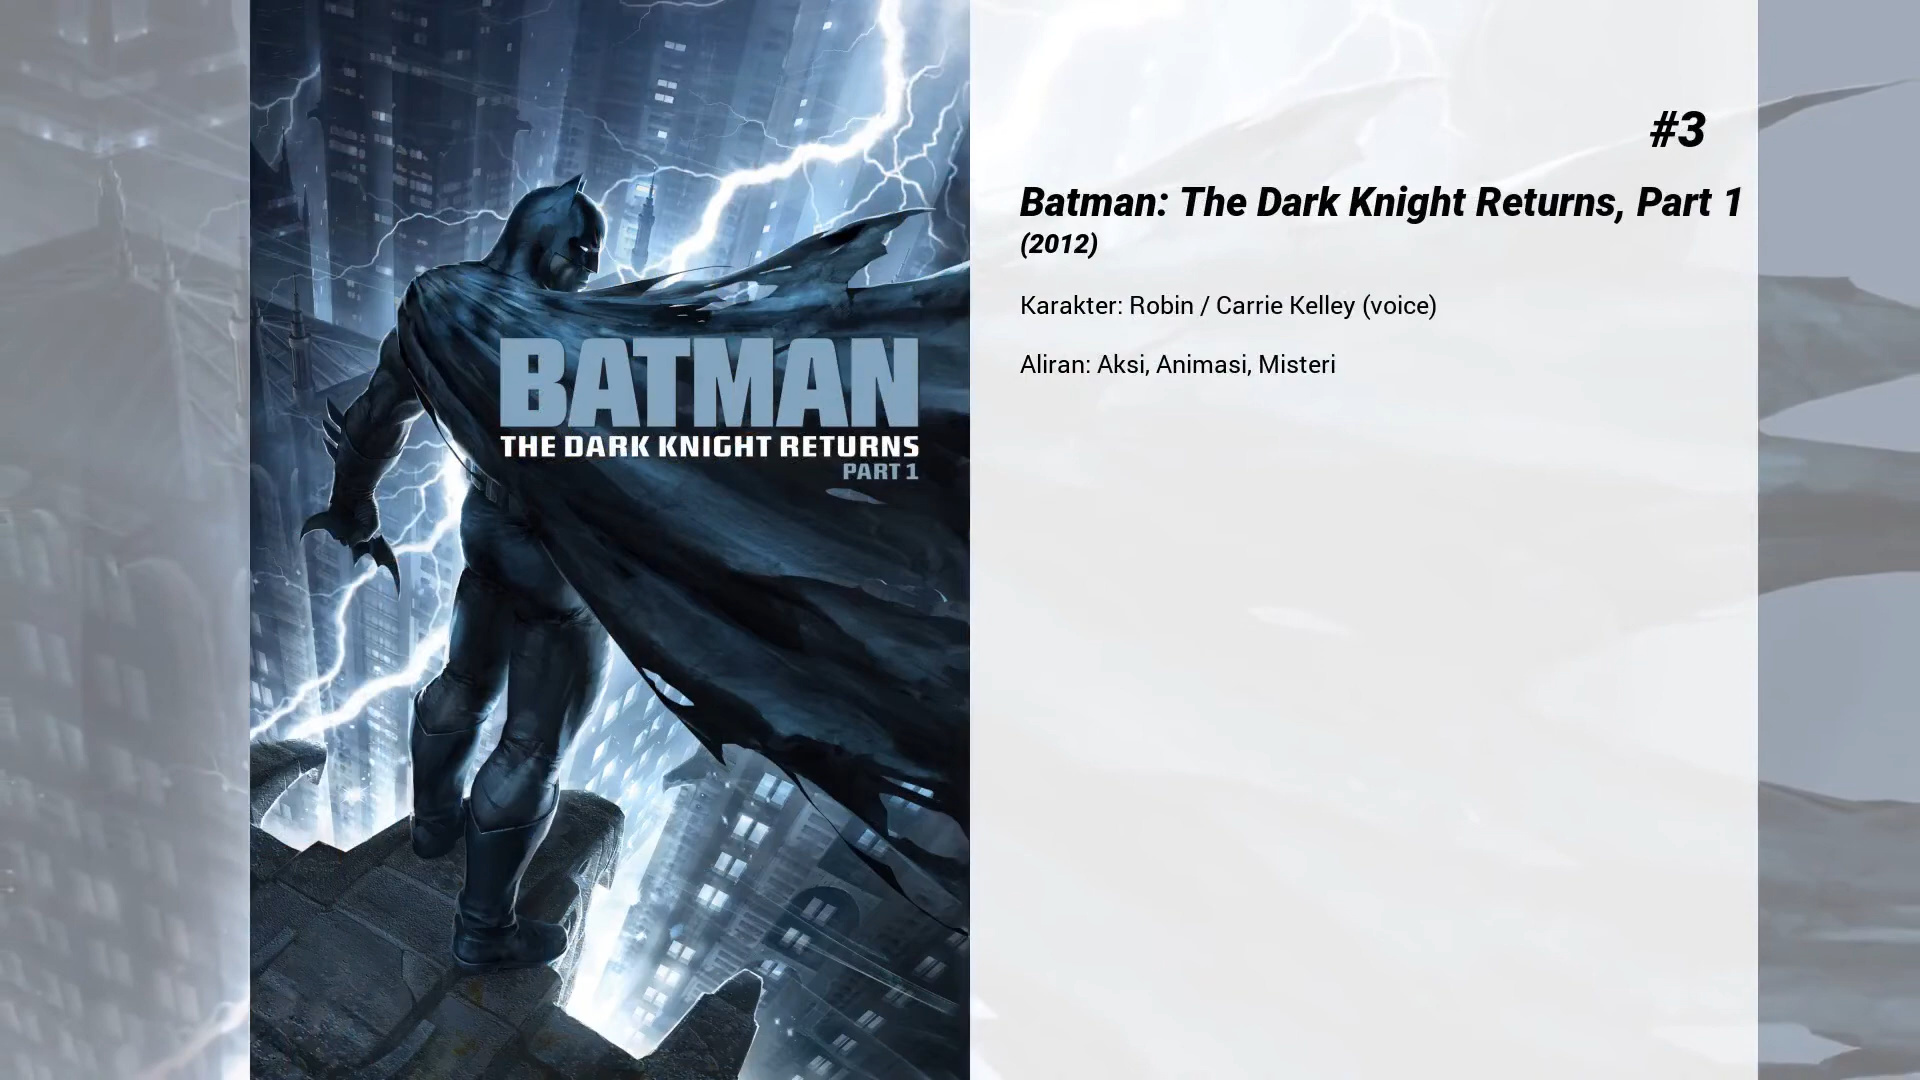 BATMAN
THE DARK KNIGHT RETURNS
PART 1
#3
Batman: The Dark Knight Returns, Part 1
(2012)
Karakter: Robin / Carrie Kelley (voice)
Aliran: Aksi, Animasi, Misteri